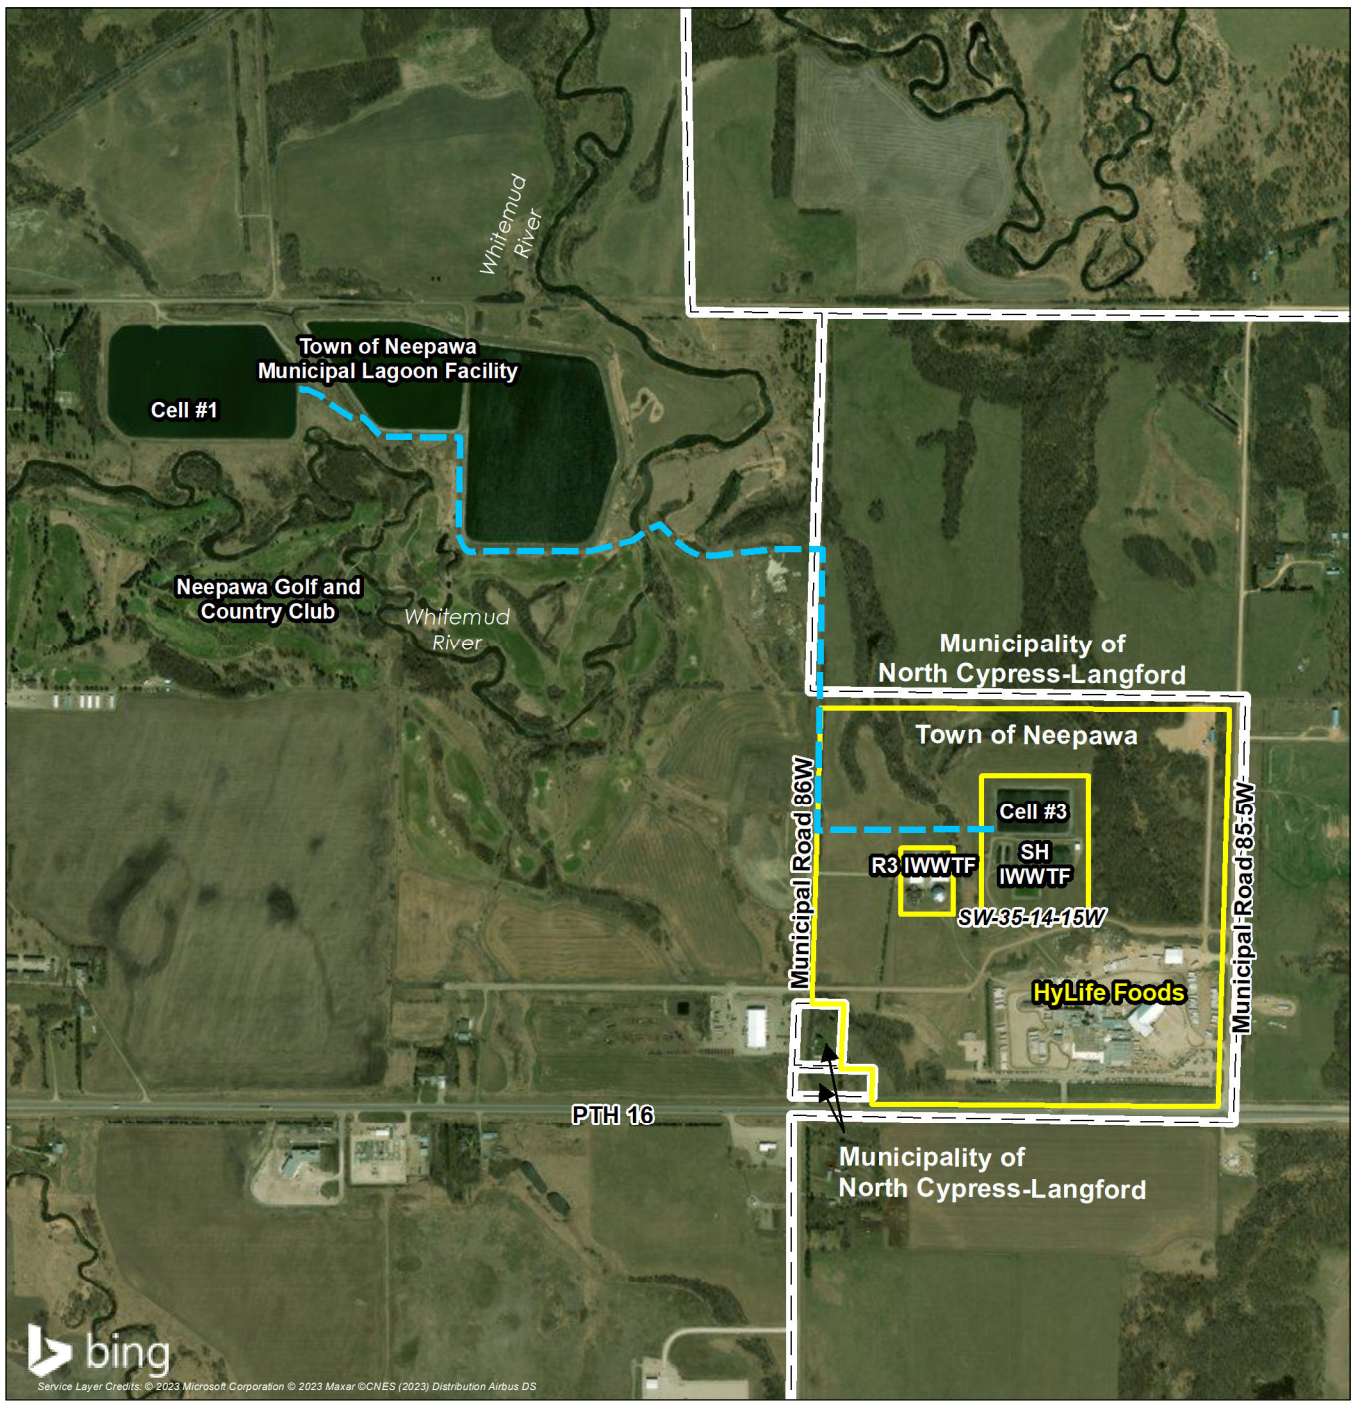 Whitemud
River
Town of Neepawa
Municipal Lagoon Facility
Cell #1
Neepawa Golf and
Country Club
Whitemud
River
Municipality of
North Cypress-Langford
Town of Neepawa
Municipal Road 86W
Municipal Road 85.5W
Cell #3
R3 IWWTF
SH
IWWTF
SW-35-14-15W
HyLife Foods
PTH 16
Municipality of
North Cypress-Langford
bing
Service Layer Credits: © 2023 Microsoft Corporation © 2023 Maxar ©CNES (2023) Distribution Airbus DS